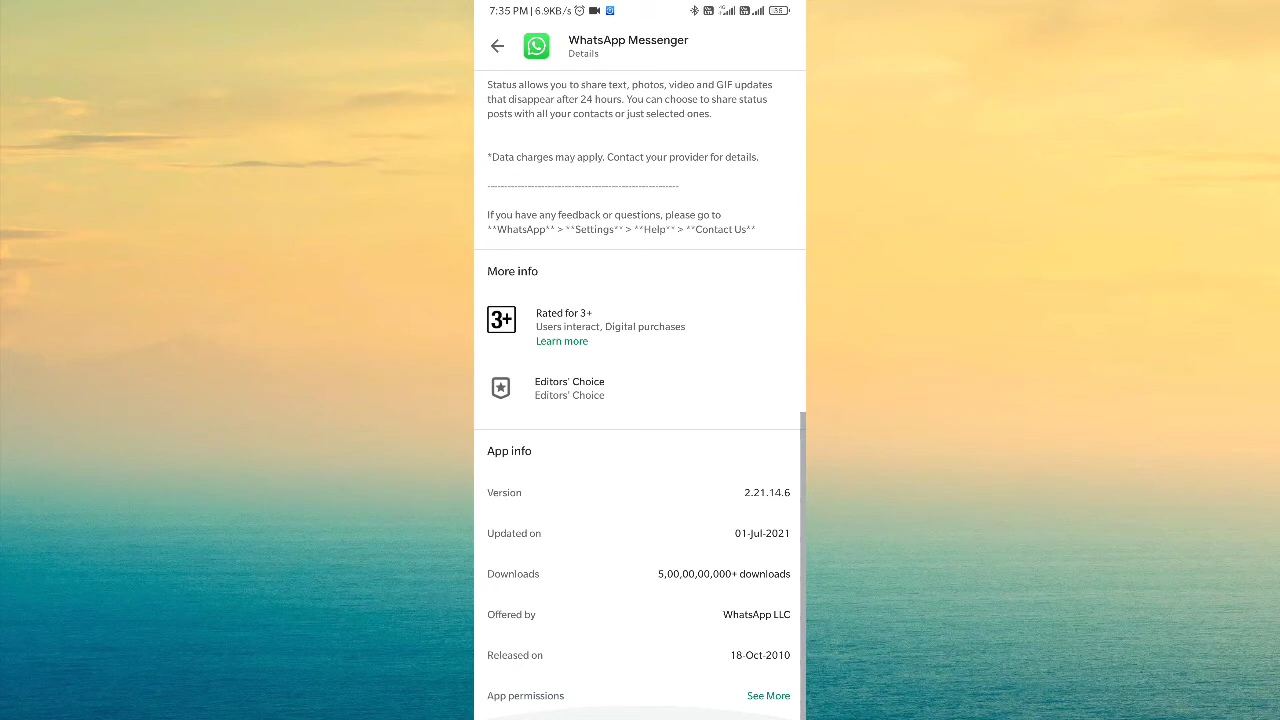 7:35 PM | 6.9KB/s
36
WhatsApp Messenger
Details
Status allows you to share text, photos, video and GIF updates
that disappear after 24 hours. You can choose to share status
posts with all your contacts or just selected ones.
*Data charges may apply. Contact your provider for details.
---------------------------------------------------------
If you have any feedback or questions, please go to
**WhatsApp** > **Settings** > **Help** > **Contact Us**
More info
3+
Rated for 3+
Users interact, Digital purchases
Learn more
Editors' Choice
Editors' Choice
App info
Version 2.21.14.6
Updated on 01-Jul-2021
Downloads 5,00,00,00,000+ downloads
Offered by WhatsApp LLC
Released on 18-Oct-2010
App permissions See More